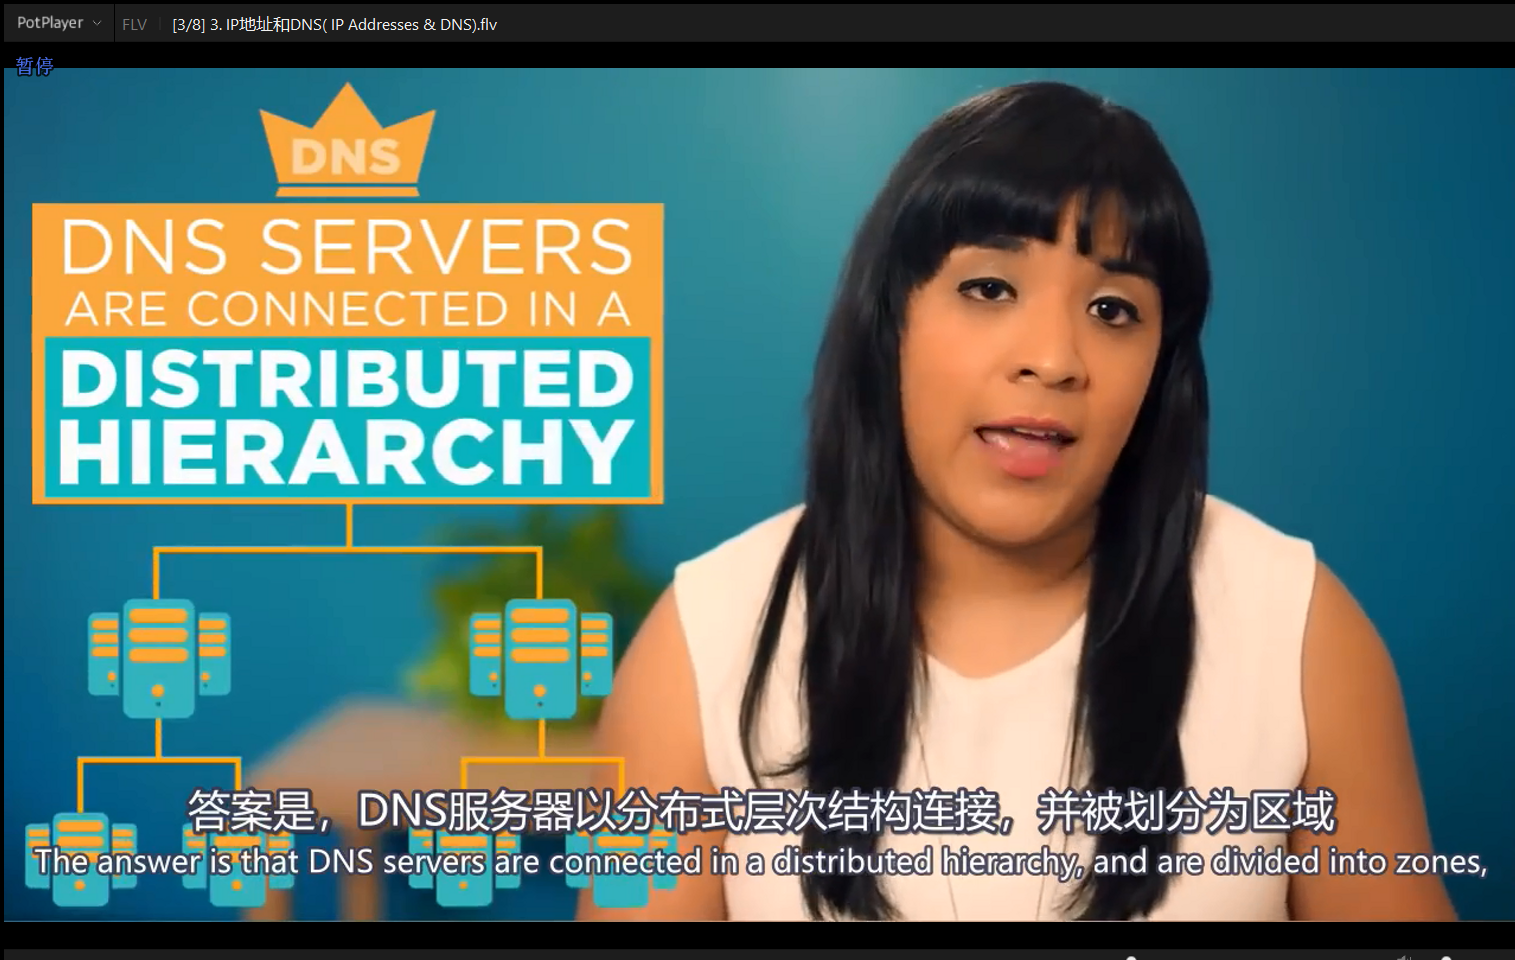 PotPlayer
FLV
[3/8] 3. IP地址和DNS( IP Addresses & DNS).flv
暂停
DNS
DNS SERVERS
ARE CONNECTED IN A
DISTRIBUTED
HIERARCHY
答案是，DNS服务器以分布式层次结构连接，并被划分为区域
The answer is that DNS servers are connected in a distributed hierarchy, and are divided into zones,